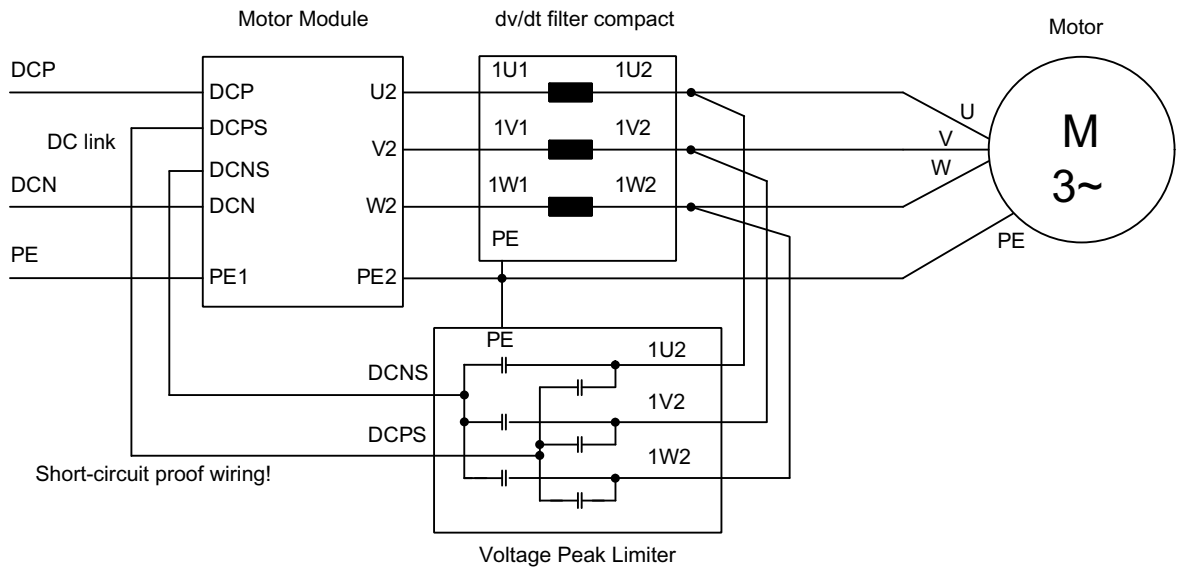 Motor Module
dv/dt filter compact
Motor
DCP
DCP
U2
1U1
1U2
U
DC link
DCPS
V2
1V1
1V2
V
M
3~
DCNS
DCN
DCN
W2
1W1
1W2
W
PE
PE
PE1
PE2
PE
PE
DCNS
1U2
1V2
DCPS
1W2
Short-circuit proof wiring!
Voltage Peak Limiter